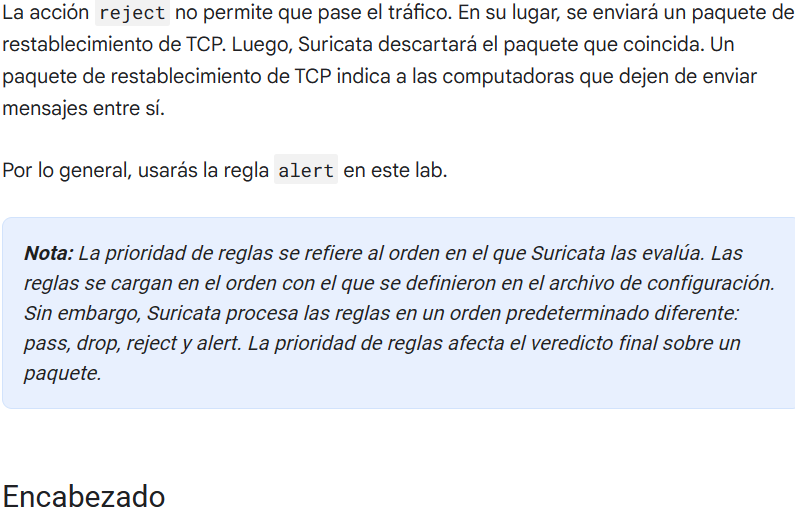 La acción reject no permite que pase el tráfico. En su lugar, se enviará un paquete de
restablecimiento de TCP. Luego, Suricata descartará el paquete que coincida. Un
paquete de restablecimiento de TCP indica a las computadoras que dejen de enviar
mensajes entre sí.
Por lo general, usarás la regla alert en este lab.
Nota: La prioridad de reglas se refiere al orden en el que Suricata las evalúa. Las
reglas se cargan en el orden con el que se definieron en el archivo de configuración.
Sin embargo, Suricata procesa las reglas en un orden predeterminado diferente:
pass, drop, reject y alert. La prioridad de reglas afecta el veredicto final sobre un
paquete.
Encabezado